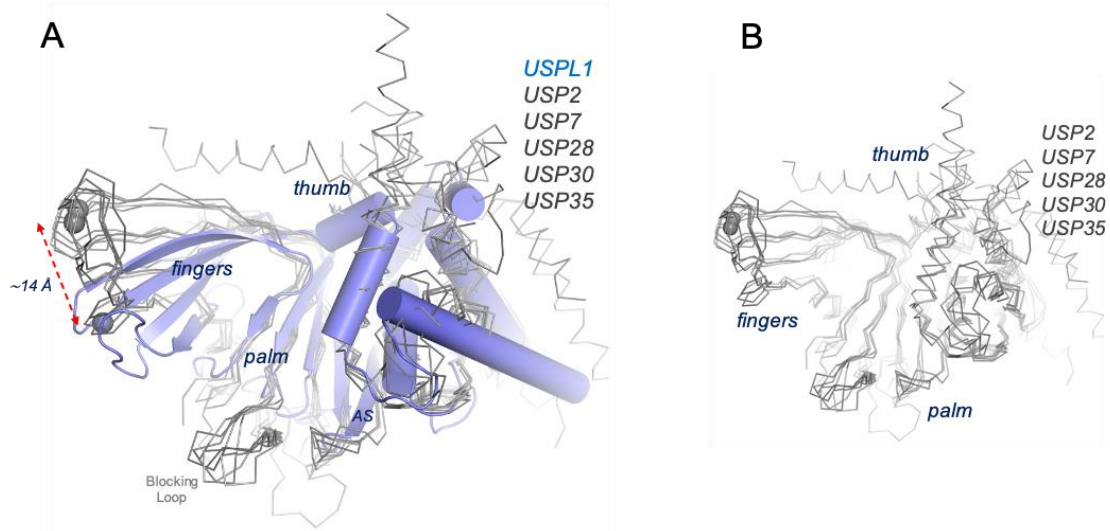 A
USPL1
USP2
USP7
USP28
USP30
USP35
thumb
fingers
~14 Å
palm
AS
Blocking
Loop
B
USP2
USP7
USP28
USP30
USP35
thumb
fingers
palm